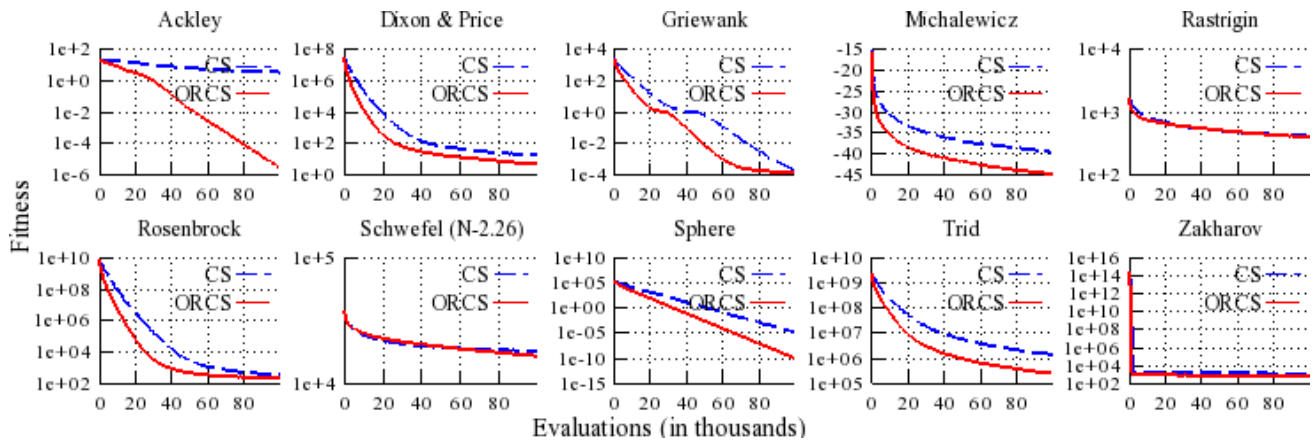 Ackley
Dixon & Price
Griewank
Michalewicz
Rastrigin
1e+2
1e+0
1e-2
1e-4
1e-6
CS
ORCS
0 20 40 60 80
1e+8
1e+6
1e+4
1e+2
1e+0
CS
ORCS
0 20 40 60 80
1e+4
1e+2
1e+0
1e-2
1e-4
CS
ORCS
0 20 40 60 80
-15
-20
-25
-30
-35
-40
-45
CS
ORCS
0 20 40 60 80
1e+4
1e+3
1e+2
CS
ORCS
0 20 40 60 80
Fitness
Rosenbrock
Schwefel (N-2.26)
Sphere
Trid
Zakharov
1e+10
1e+08
1e+06
1e+04
1e+02
CS
ORCS
0 20 40 60 80
1e+5
1e+4
CS
ORCS
0 20 40 60 80
1e+10
1e+05
1e+00
1e-05
1e-10
1e-15
CS
ORCS
0 20 40 60 80
1e+10
1e+09
1e+08
1e+07
1e+06
1e+05
CS
ORCS
0 20 40 60 80
1e+16
1e+14
1e+12
1e+10
1e+08
1e+06
1e+04
1e+02
CS
ORCS
0 20 40 60 80
Evaluations (in thousands)